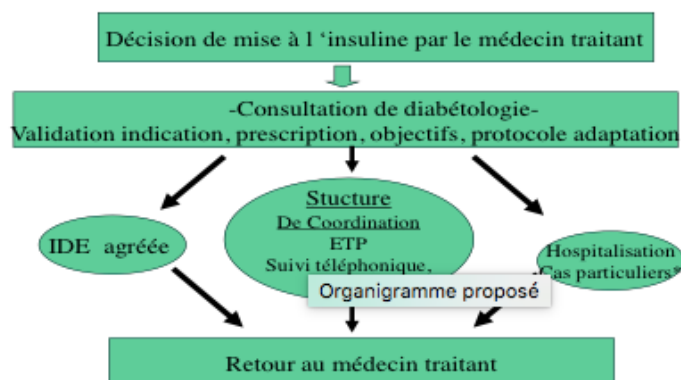 Décision de mise à l 'insuline par le médecin traitant
-Consultation de diabétologie-
Validation indication, prescription, objectifs, protocole adaptation
Stucture
De Coordination
ETP
Suivi téléphonique,
IDE agréée
Hospitalisation
Cas particuliers*
Organigramme proposé
Retour au médecin traitant